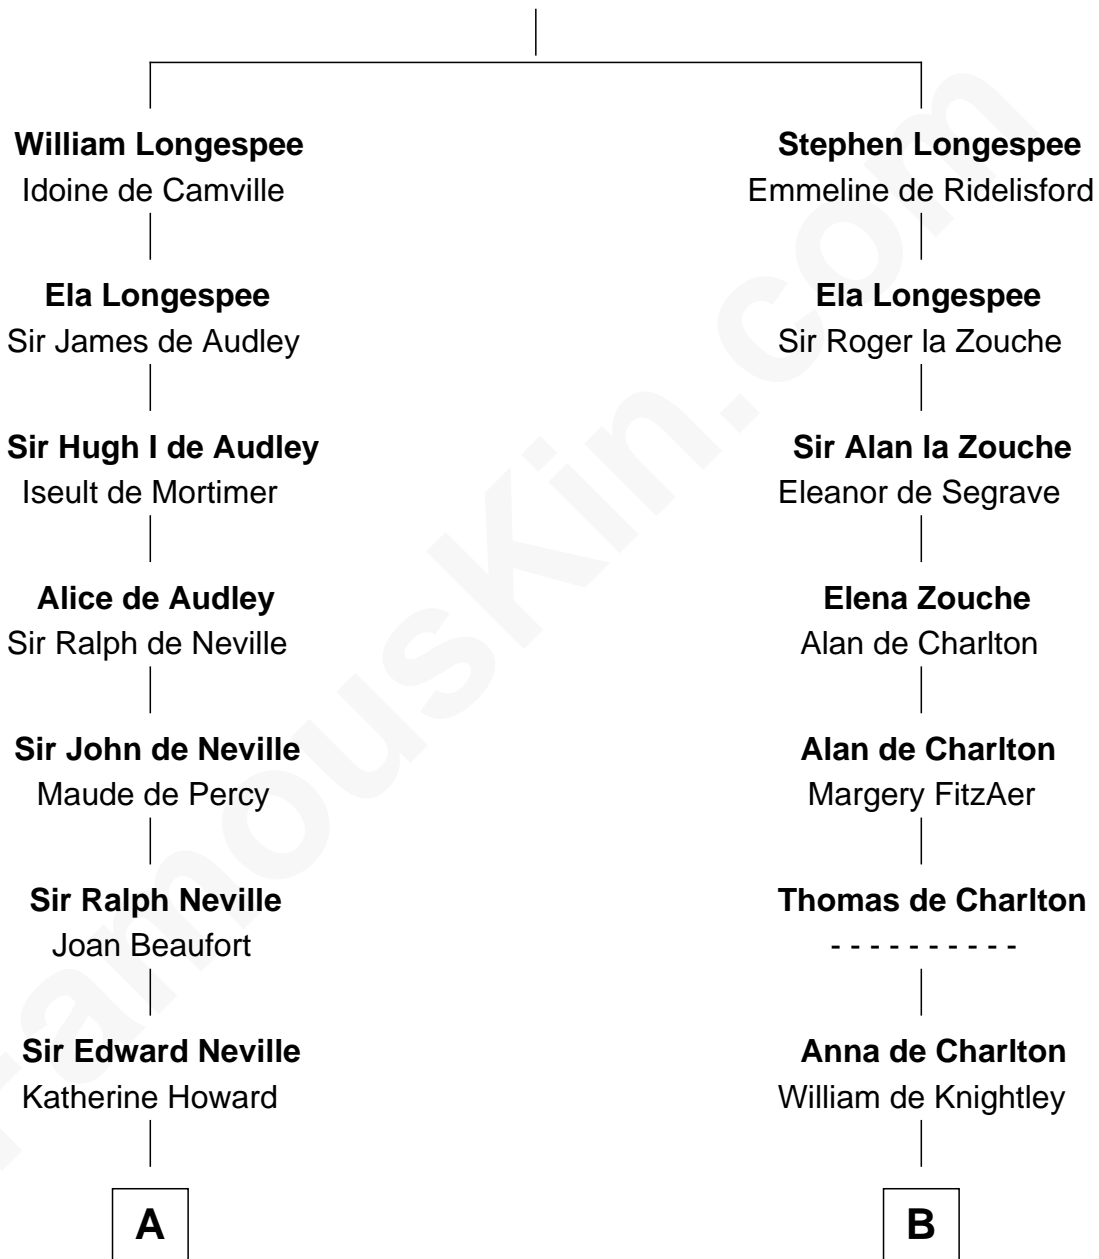 William Longespee
Idoine de Camville
Ela Longespee
Sir James de Audley
Sir Hugh I de Audley
Iseult de Mortimer
Alice de Audley
Sir Ralph de Neville
Sir John de Neville
Maude de Percy
Sir Ralph Neville
Joan Beaufort
Sir Edward Neville
Katherine Howard
A
Stephen Longespee
Emmeline de Ridelisford
Ela Longespee
Sir Roger la Zouche
Sir Alan la Zouche
Eleanor de Segrave
Elena Zouche
Alan de Charlton
Alan de Charlton
Margery FitzAer
Thomas de Charlton
- - - - - - - - - -
Anna de Charlton
William de Knightley
B
FamousKin.com